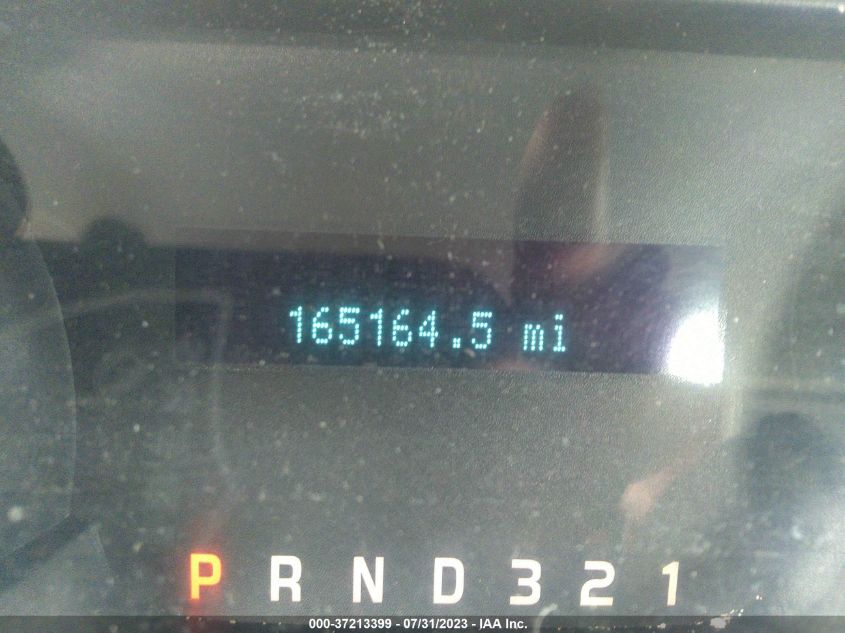 165164.5 mi
P R N D 3 2 1
000-37213399 - 07/31/2023 - IAA Inc.